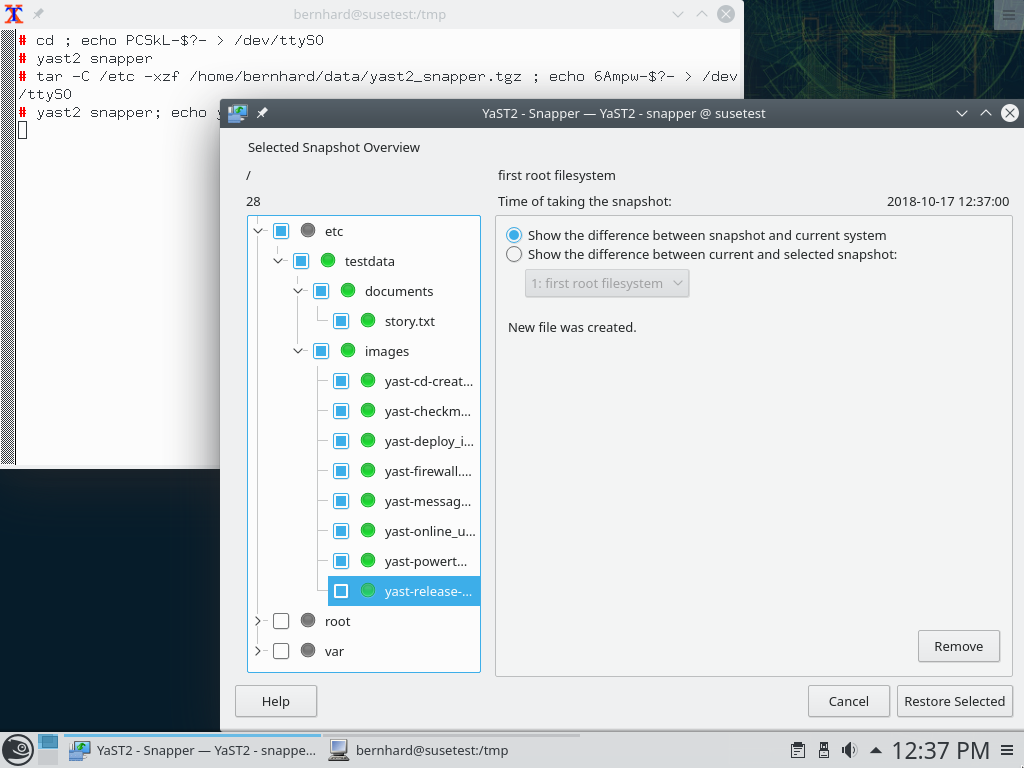 bernhard@susetest:/tmp
# cd ; echo PCSkL-$?- > /dev/ttyS0
# yast2 snapper
# tar -C /etc -xzf /home/bernhard/data/yast2_snapper.tgz ; echo 6Ampw-$?- > /dev
/ttyS0
# yast2 snapper; echo
YaST2 - Snapper — YaST2 - snapper @ susetest
Selected Snapshot Overview
/
first root filesystem
28
Time of taking the snapshot: 2018-10-17 12:37:00
etc
testdata
documents
story.txt
images
yast-cd-creat...
yast-checkm...
yast-deploy_i...
yast-firewall....
yast-messag...
yast-online_u...
yast-powert...
yast-release-...
root
var
Show the difference between snapshot and current system
Show the difference between current and selected snapshot:
1: first root filesystem
New file was created.
Remove
Help
Cancel
Restore Selected
YaST2 - Snapper — YaST2 - snappe...
bernhard@susetest:/tmp
12:37 PM